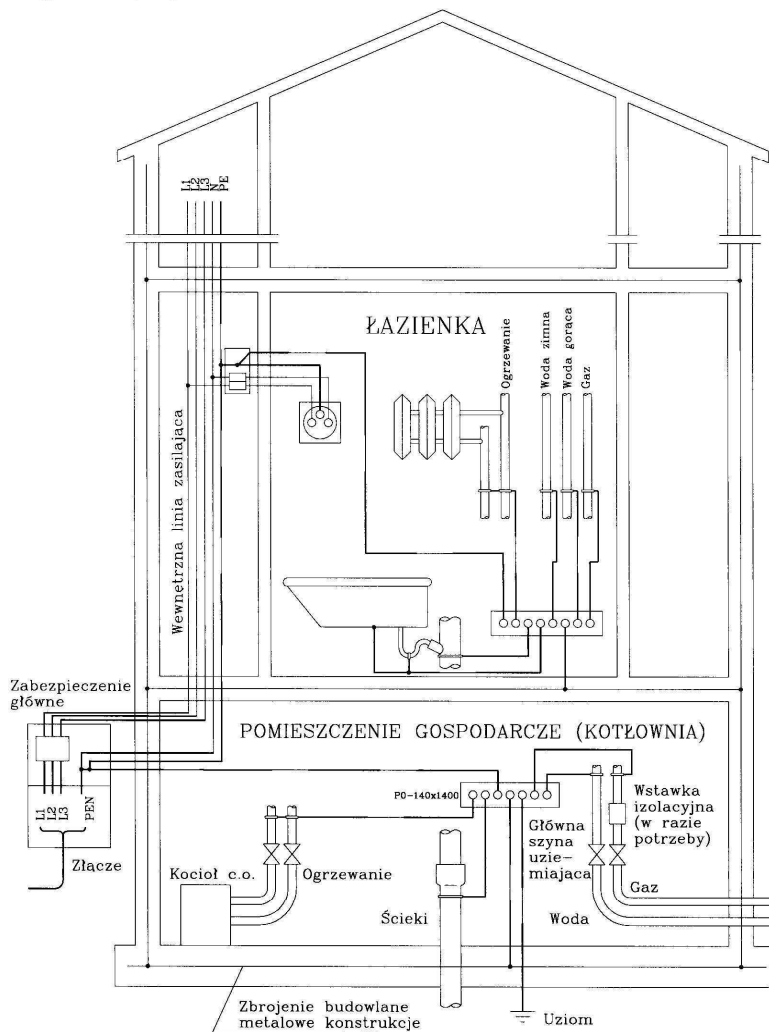 L1
L2
L3
N
PE
ŁAZIENKA
Ogrzewanie
Woda zimna
Woda gorąca
Gaz
Wewnętrzna linia zasilająca
Zabezpieczenie
główne
POMIESZCZENIE GOSPODARCZE (KOTŁOWNIA)
L1
L2
L3
PEN
Złącze
PO-140x1400
Główna
szyna
uzie-
miająca
Wstawka
izolacyjna
(w razie
potrzeby)
Kocioł c.o.
Ogrzewanie
Ścieki
Woda
Gaz
Zbrojenie budowlane
metalowe konstrukcje
Uziom